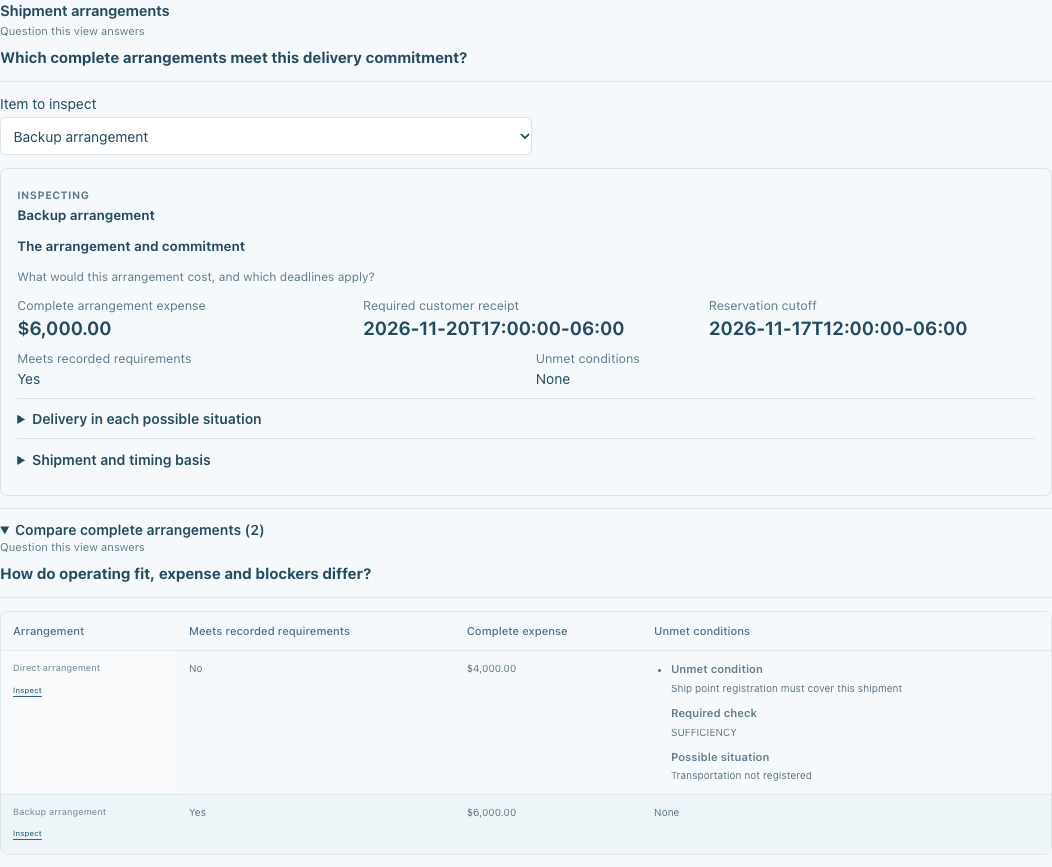 Shipment arrangements
Question this view answers
Which complete arrangements meet this delivery commitment?
Item to inspect
Backup arrangement
INSPECTING
Backup arrangement
The arrangement and commitment
What would this arrangement cost, and which deadlines apply?
Complete arrangement expense
$6,000.00
Required customer receipt
2026-11-20T17:00:00-06:00
Reservation cutoff
2026-11-17T12:00:00-06:00
Meets recorded requirements
Yes
Unmet conditions
None
Delivery in each possible situation
Shipment and timing basis
Compare complete arrangements (2)
Question this view answers
How do operating fit, expense and blockers differ?
Arrangement Meets recorded requirements Complete expense Unmet conditions
Direct arrangement
Inspect
No
$4,000.00
Unmet condition
Ship point registration must cover this shipment
Required check
SUFFICIENCY
Possible situation
Transportation not registered
Backup arrangement
Inspect
Yes
$6,000.00
None